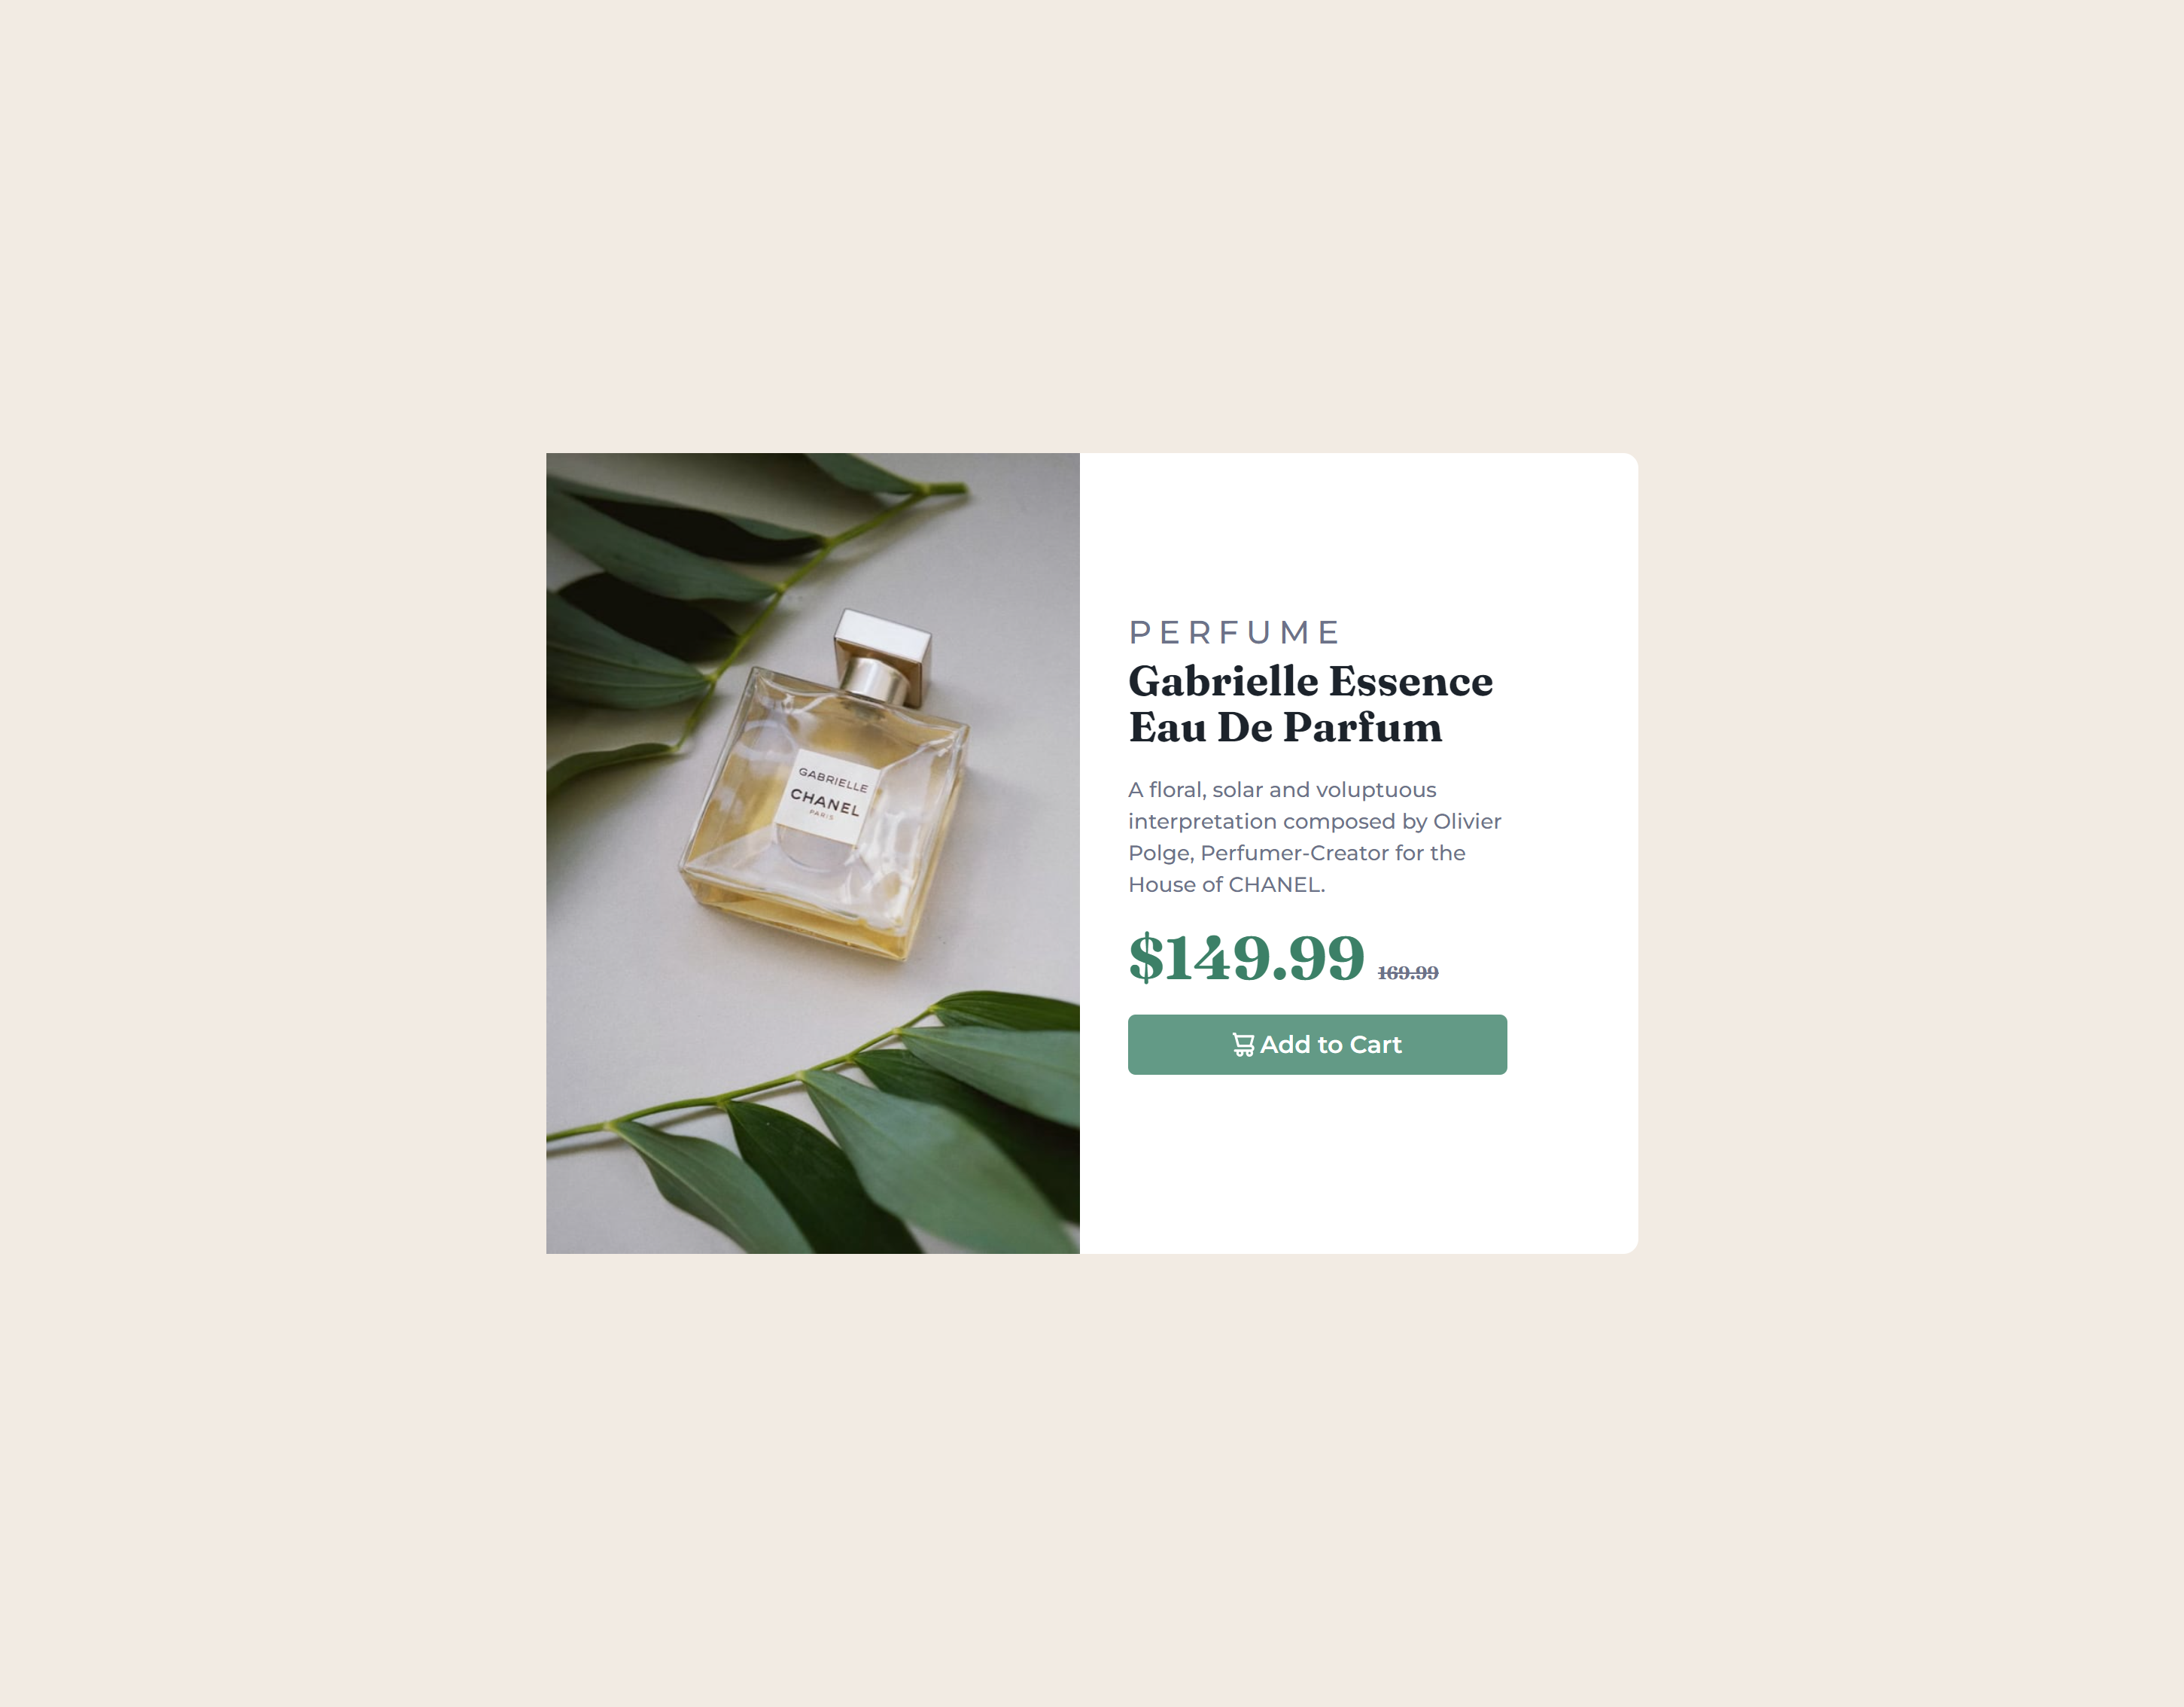 GABRIELLE
CHANEL
PARIS
PERFUME
Gabrielle Essence
Eau De Parfum
A floral, solar and voluptuous
interpretation composed by Olivier
Polge, Perfumer-Creator for the
House of CHANEL.
$149.99 169.99
Add to Cart